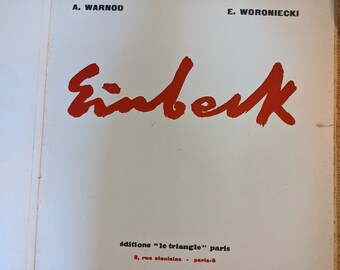 A. WARNOD E. WORONIECKI
Einbeck
éditions "le triangle" paris
8, rue stanislas - paris-6